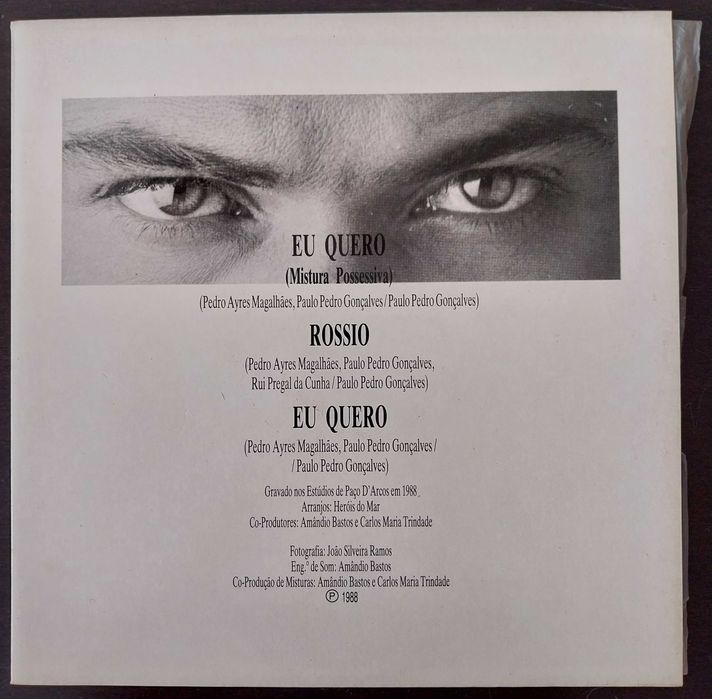 EU QUERO
(Mistura Possessiva)
(Pedro Ayres Magalhães, Paulo Pedro Gonçalves / Paulo Pedro Gonçalves)
ROSSIO
(Pedro Ayres Magalhães, Paulo Pedro Gonçalves,
Rui Pregal da Cunha / Paulo Pedro Gonçalves)
EU QUERO
(Pedro Ayres Magalhães, Paulo Pedro Gonçalves /
/ Paulo Pedro Gonçalves)
Gravado nos Estúdios de Paço D'Arcos em 1988.
Arranjos: Heróis do Mar
Co-Produtores: Amândio Bastos e Carlos Maria Trindade
Fotografia: João Silveira Ramos
Eng.º de Som: Amândio Bastos
Co-Produção de Misturas: Amândio Bastos e Carlos Maria Trindade
℗ 1988